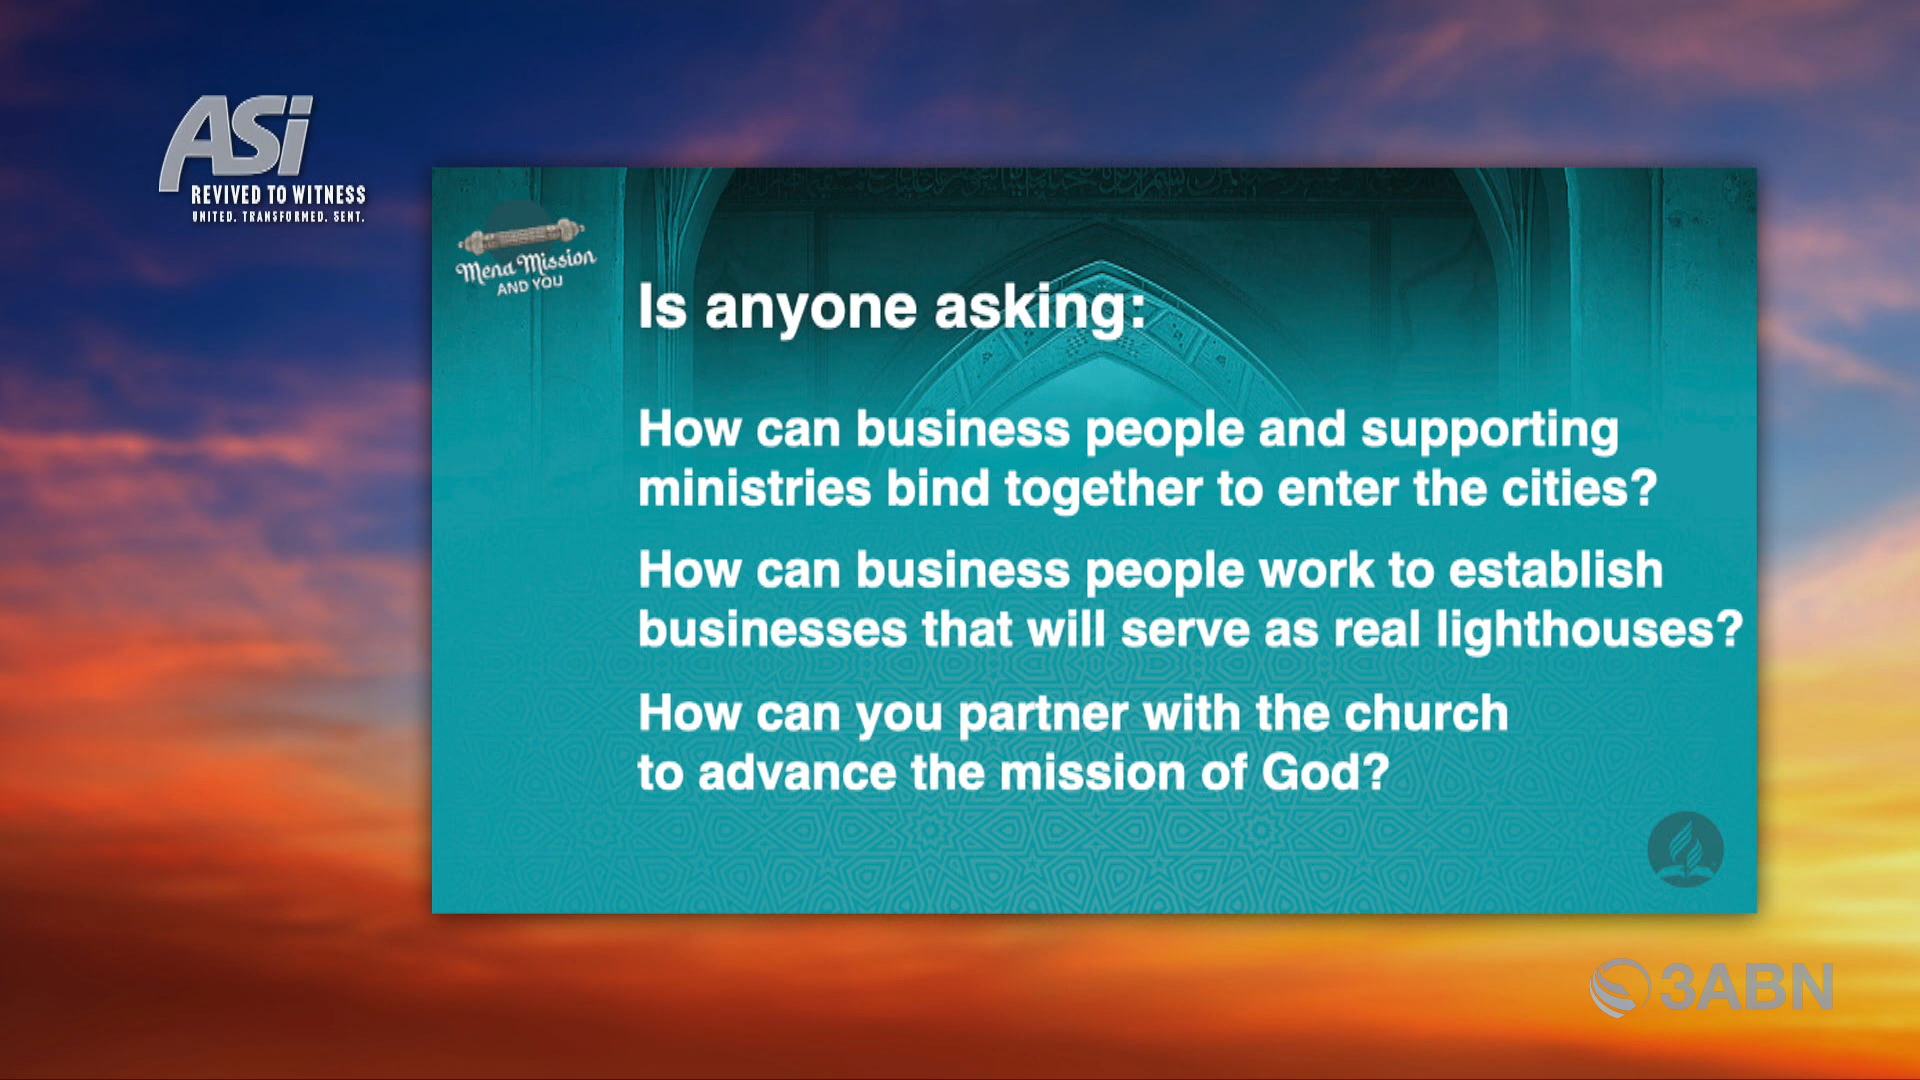 ASi
REVIVED TO WITNESS
UNITED. TRANSFORMED. SENT.
Mena Mission
AND YOU
Is anyone asking:
How can business people and supporting
ministries bind together to enter the cities?
How can business people work to establish
businesses that will serve as real lighthouses?
How can you partner with the church
to advance the mission of God?
3ABN